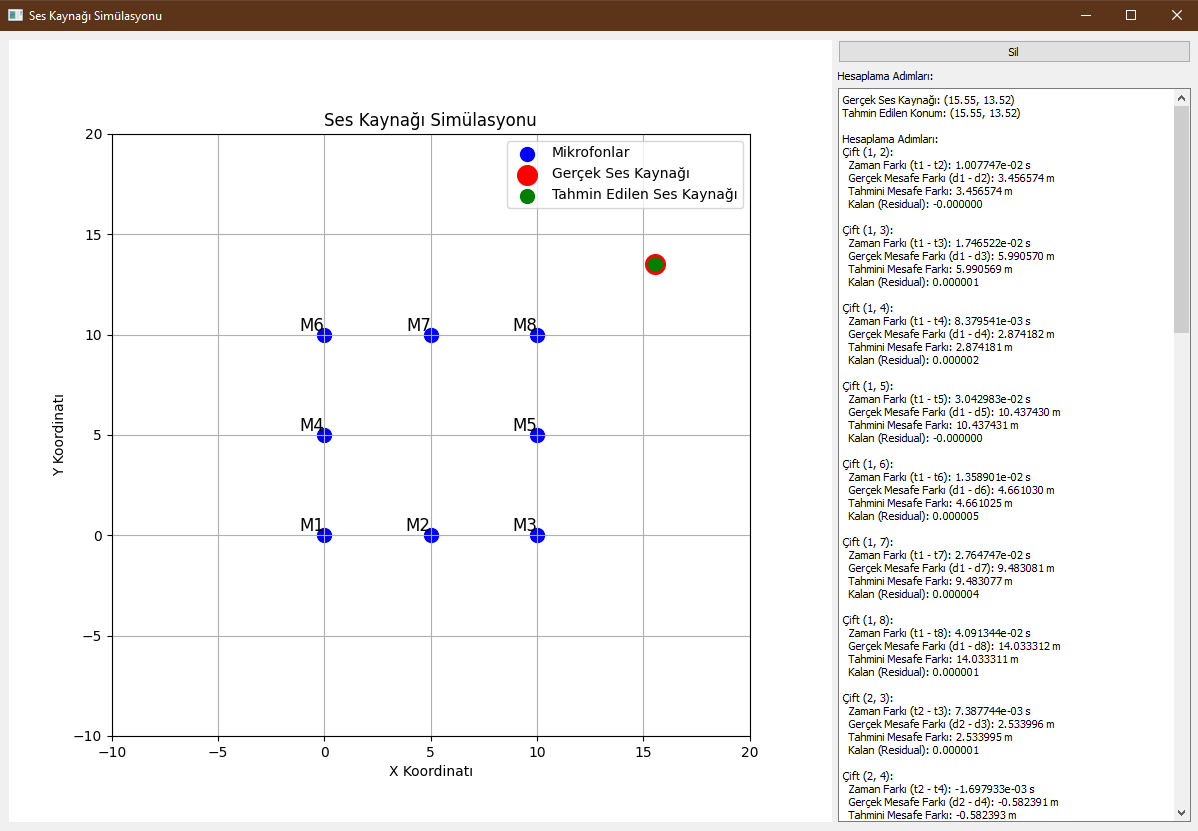 Ses Kaynağı Simülasyonu
Ses Kaynağı Simülasyonu
Mikrofonlar
Gerçek Ses Kaynağı
Tahmin Edilen Ses Kaynağı
20
15
10
5
0
−5
−10
Y Koordinatı
M6
M7
M8
M4
M5
M1
M2
M3
−10
−5
0
5
10
15
20
X Koordinatı
Sil
Hesaplama Adımları:
Gerçek Ses Kaynağı: (15.55, 13.52)
Tahmin Edilen Konum: (15.55, 13.52)
Hesaplama Adımları:
Çift (1, 2):
Zaman Farkı (t1 - t2): 1.007747e-02 s
Gerçek Mesafe Farkı (d1 - d2): 3.456574 m
Tahmini Mesafe Farkı: 3.456574 m
Kalan (Residual): -0.000000
Çift (1, 3):
Zaman Farkı (t1 - t3): 1.746522e-02 s
Gerçek Mesafe Farkı (d1 - d3): 5.990570 m
Tahmini Mesafe Farkı: 5.990569 m
Kalan (Residual): 0.000001
Çift (1, 4):
Zaman Farkı (t1 - t4): 8.379541e-03 s
Gerçek Mesafe Farkı (d1 - d4): 2.874182 m
Tahmini Mesafe Farkı: 2.874181 m
Kalan (Residual): 0.000002
Çift (1, 5):
Zaman Farkı (t1 - t5): 3.042983e-02 s
Gerçek Mesafe Farkı (d1 - d5): 10.437430 m
Tahmini Mesafe Farkı: 10.437431 m
Kalan (Residual): -0.000000
Çift (1, 6):
Zaman Farkı (t1 - t6): 1.358901e-02 s
Gerçek Mesafe Farkı (d1 - d6): 4.661030 m
Tahmini Mesafe Farkı: 4.661025 m
Kalan (Residual): 0.000005
Çift (1, 7):
Zaman Farkı (t1 - t7): 2.764747e-02 s
Gerçek Mesafe Farkı (d1 - d7): 9.483081 m
Tahmini Mesafe Farkı: 9.483077 m
Kalan (Residual): 0.000004
Çift (1, 8):
Zaman Farkı (t1 - t8): 4.091344e-02 s
Gerçek Mesafe Farkı (d1 - d8): 14.033312 m
Tahmini Mesafe Farkı: 14.033311 m
Kalan (Residual): 0.000001
Çift (2, 3):
Zaman Farkı (t2 - t3): 7.387744e-03 s
Gerçek Mesafe Farkı (d2 - d3): 2.533996 m
Tahmini Mesafe Farkı: 2.533995 m
Kalan (Residual): 0.000001
Çift (2, 4):
Zaman Farkı (t2 - t4): -1.697933e-03 s
Gerçek Mesafe Farkı (d2 - d4): -0.582391 m
Tahmini Mesafe Farkı: -0.582393 m